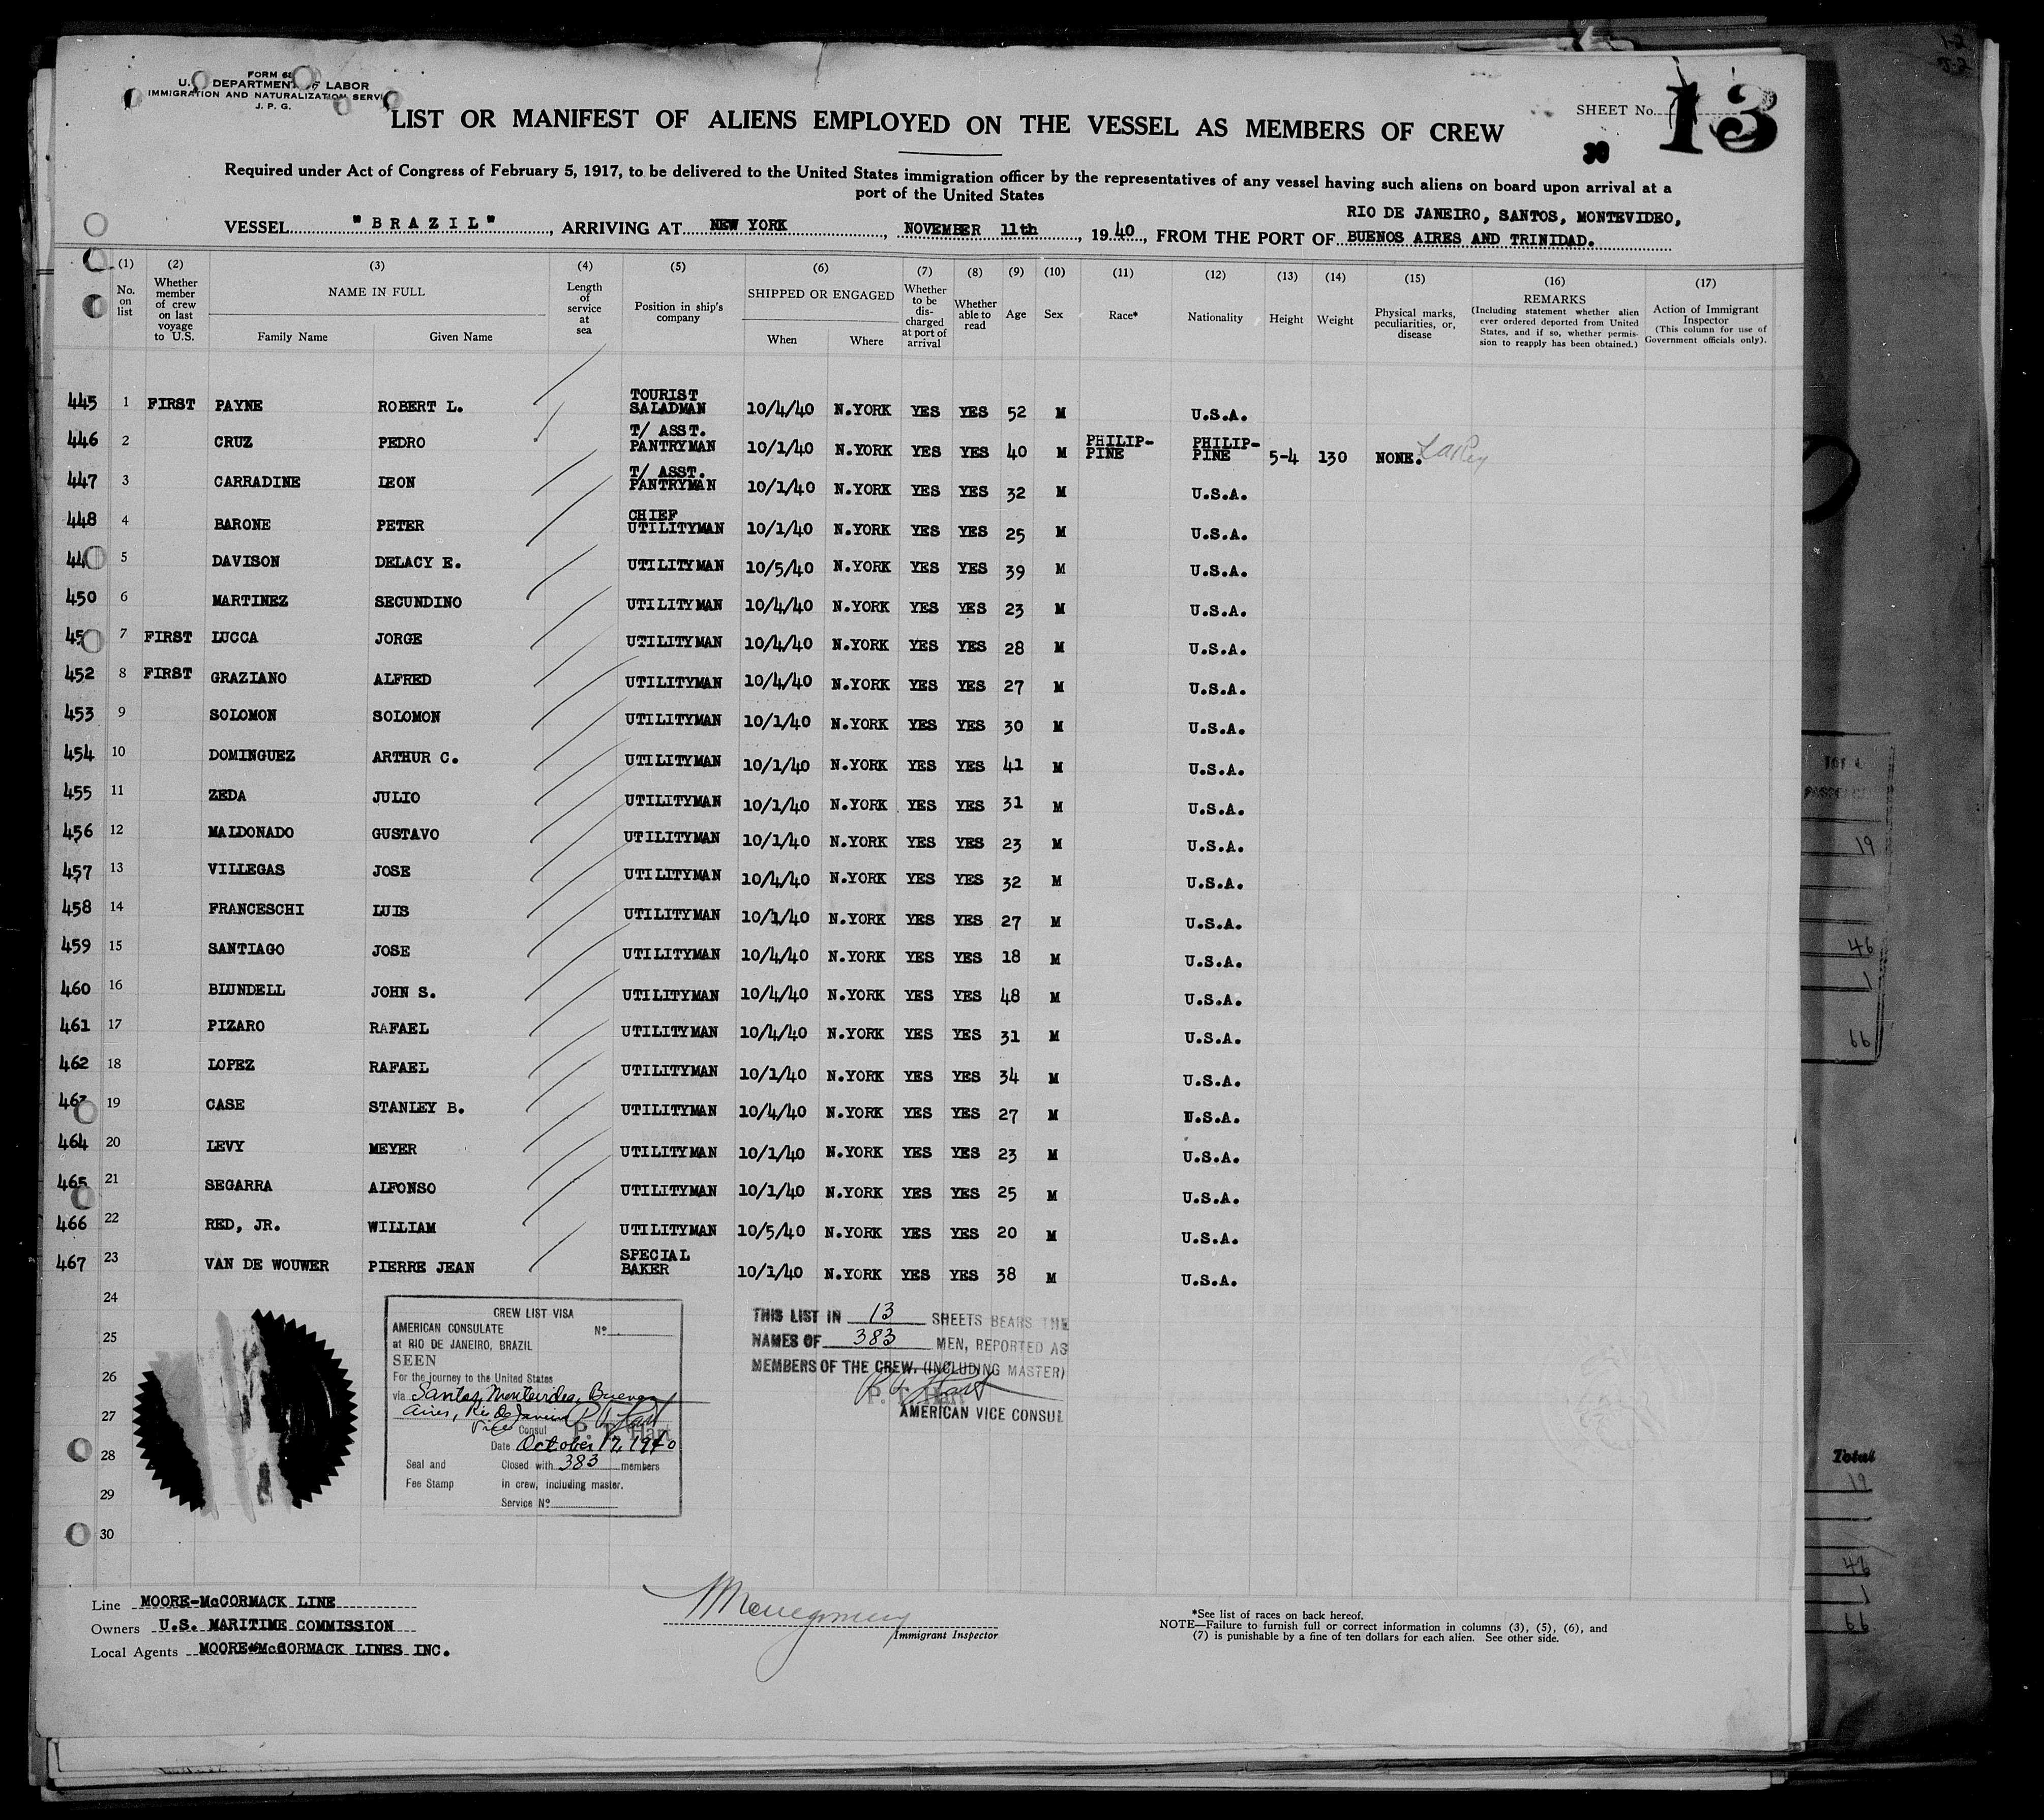 FORM 68
U. DEPARTMENT OF LABOR
IMMIGRATION AND NATURALIZATION SERVI
J. P. G.
SHEET No. 13
LIST OR MANIFEST OF ALIENS EMPLOYED ON THE VESSEL AS MEMBERS OF CREW
30
Required under Act of Congress of February 5, 1917, to be delivered to the United States immigration officer by the representatives of any vessel having such aliens on board upon arrival at a
port of the United States
RIO DE JANEIRO, SANTOS, MONTEVIDEO,
VESSEL "BRAZIL", ARRIVING AT NEW YORK, NOVEMBER 11th, 1940, FROM THE PORT OF BUENOS AIRES AND TRINIDAD.
(1) No. on list
(2) Whether member of crew on last voyage to U.S.
(3) NAME IN FULL
Family Name Given Name
(4) Length of service at sea
(5) Position in ship's company
(6) SHIPPED OR ENGAGED
When Where
(7) Whether to be discharged at port of arrival
(8) Whether able to read
(9) Age
(10) Sex
(11) Race*
(12) Nationality
(13) Height
(14) Weight
(15) Physical marks, peculiarities, or, disease
(16) REMARKS (Including statement whether alien ever ordered deported from United States, and if so, whether permission to reapply has been obtained.)
(17) Action of Immigrant Inspector (This column for use of Government officials only).
445 1 FIRST PAYNE ROBERT L. TOURIST SALADMAN 10/4/40 N.YORK YES YES 52 M U.S.A.
446 2 CRUZ PEDRO T/ ASST. PANTRYMAN 10/1/40 N.YORK YES YES 40 M PHILIP-PINE PHILIP-PINE 5-4 130 NONE.
447 3 CARRADINE LEON T/ ASST. PANTRYMAN 10/1/40 N.YORK YES YES 32 M U.S.A.
448 4 BARONE PETER CHIEF UTILITYMAN 10/1/40 N.YORK YES YES 25 M U.S.A.
44 5 DAVISON DELACY E. UTILITYMAN 10/5/40 N.YORK YES YES 39 M U.S.A.
450 6 MARTINEZ SECUNDINO UTILITYMAN 10/4/40 N.YORK YES YES 23 M U.S.A.
45 7 FIRST LUCCA JORGE UTILITYMAN 10/4/40 N.YORK YES YES 28 M U.S.A.
452 8 FIRST GRAZIANO ALFRED UTILITYMAN 10/4/40 N.YORK YES YES 27 M U.S.A.
453 9 SOLOMON SOLOMON UTILITYMAN 10/1/40 N.YORK YES YES 30 M U.S.A.
454 10 DOMINGUEZ ARTHUR C. UTILITYMAN 10/1/40 N.YORK YES YES 41 M U.S.A.
455 11 ZEDA JULIO UTILITYMAN 10/1/40 N.YORK YES YES 31 M U.S.A.
456 12 MALDONADO GUSTAVO UTILITYMAN 10/1/40 N.YORK YES YES 23 M U.S.A.
457 13 VILLEGAS JOSE UTILITYMAN 10/4/40 N.YORK YES YES 32 M U.S.A.
458 14 FRANCESCHI LUIS UTILITYMAN 10/1/40 N.YORK YES YES 27 M U.S.A.
459 15 SANTIAGO JOSE UTILITYMAN 10/4/40 N.YORK YES YES 18 M U.S.A.
460 16 BLUNDELL JOHN S. UTILITYMAN 10/4/40 N.YORK YES YES 48 M U.S.A.
461 17 PIZARO RAFAEL UTILITYMAN 10/4/40 N.YORK YES YES 31 M U.S.A.
462 18 LOPEZ RAFAEL UTILITYMAN 10/1/40 N.YORK YES YES 34 M U.S.A.
463 19 CASE STANLEY B. UTILITYMAN 10/4/40 N.YORK YES YES 27 M U.S.A.
464 20 LEVY MEYER UTILITYMAN 10/1/40 N.YORK YES YES 23 M U.S.A.
465 21 SEGARRA ALFONSO UTILITYMAN 10/1/40 N.YORK YES YES 25 M U.S.A.
466 22 RED, JR. WILLIAM UTILITYMAN 10/5/40 N.YORK YES YES 20 M U.S.A.
467 23 VAN DE WOUWER PIERRE JEAN SPECIAL BAKER 10/1/40 N.YORK YES YES 38 M U.S.A.
24
25
26
27
28
29
30
CREW LIST VISA
AMERICAN CONSULATE No.
at RIO DE JANEIRO, BRAZIL
SEEN
For the journey to the United States
via Santos, Montevideo, Buenos
Aires, Rio De Janeiro
Vice Consul P. T. Hart
Date October 12, 1940
Seal and Closed with 383 members
Fee Stamp in crew, including master.
Service No.
THIS LIST IN 13 SHEETS BEARS THE
NAMES OF 383 MEN, REPORTED AS
MEMBERS OF THE CREW. (INCLUDING MASTER)
P. T. Hart
AMERICAN VICE CONSUL
Line MOORE-McCORMACK LINE
Owners U.S. MARITIME COMMISSION
Local Agents MOORE-McCORMACK LINES INC.
Immigrant Inspector
*See list of races on back hereof.
NOTE—Failure to furnish full or correct information in columns (3), (5), (6), and
(7) is punishable by a fine of ten dollars for each alien. See other side.
19
46
1
66
Total
19
46
1
66